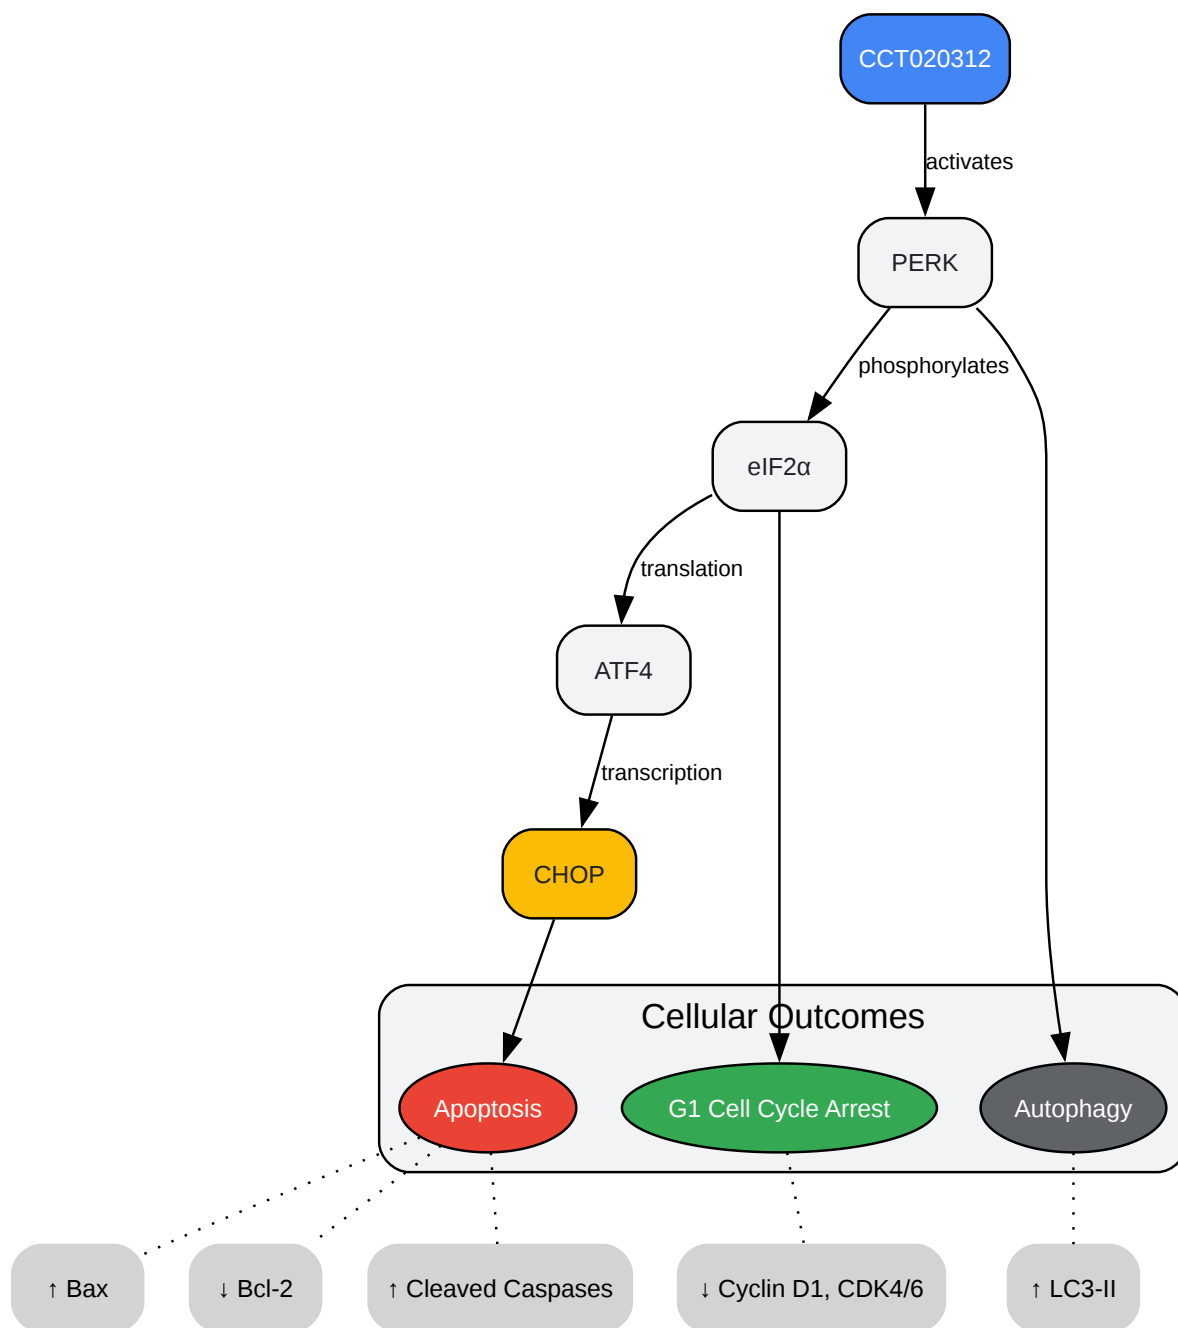 CCT020312
activates
PERK
phosphorylates
eIF2α
translation
ATF4
transcription
CHOP
Cellular Outcomes
Apoptosis
G1 Cell Cycle Arrest
Autophagy
↑ Bax
↓ Bcl-2
↑ Cleaved Caspases
↓ Cyclin D1, CDK4/6
↑ LC3-II